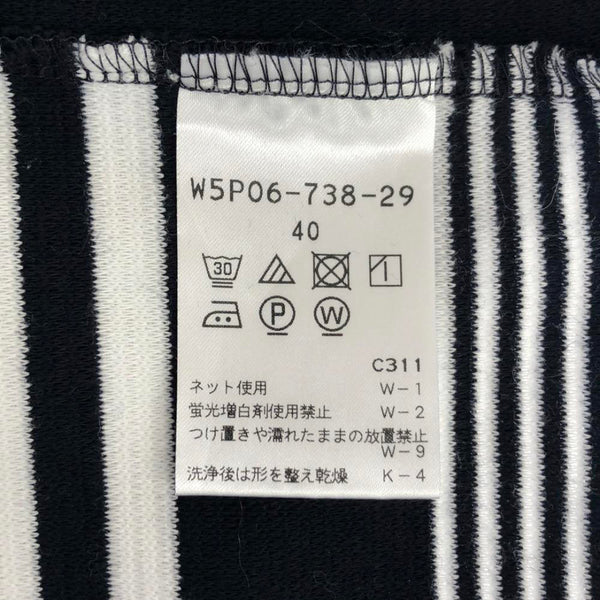 W5P06-738-29
40
30
P W
C311
ネット使用 W-1
蛍光増白剤使用禁止 W-2
つけ置きや濡れたままの放置禁止
W-9
洗浄後は形を整え乾燥 K-4